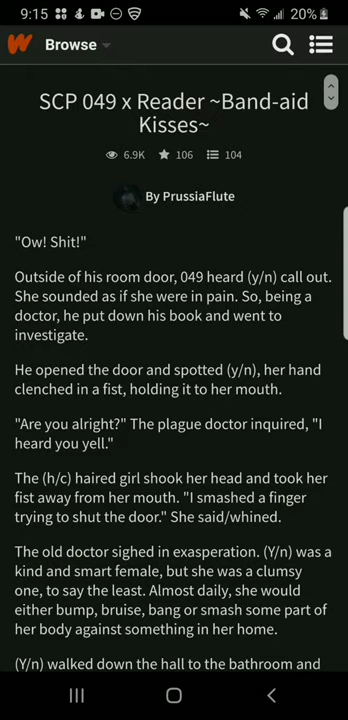 9:15
20%
Browse
SCP 049 x Reader ~Band-aid
Kisses~
6.9K 106 104
By PrussiaFlute
"Ow! Shit!"
Outside of his room door, 049 heard (y/n) call out.
She sounded as if she were in pain. So, being a
doctor, he put down his book and went to
investigate.
He opened the door and spotted (y/n), her hand
clenched in a fist, holding it to her mouth.
"Are you alright?" The plague doctor inquired, "I
heard you yell."
The (h/c) haired girl shook her head and took her
fist away from her mouth. "I smashed a finger
trying to shut the door." She said/whined.
The old doctor sighed in exasperation. (Y/n) was a
kind and smart female, but she was a clumsy
one, to say the least. Almost daily, she would
either bump, bruise, bang or smash some part of
her body against something in her home.
(Y/n) walked down the hall to the bathroom and